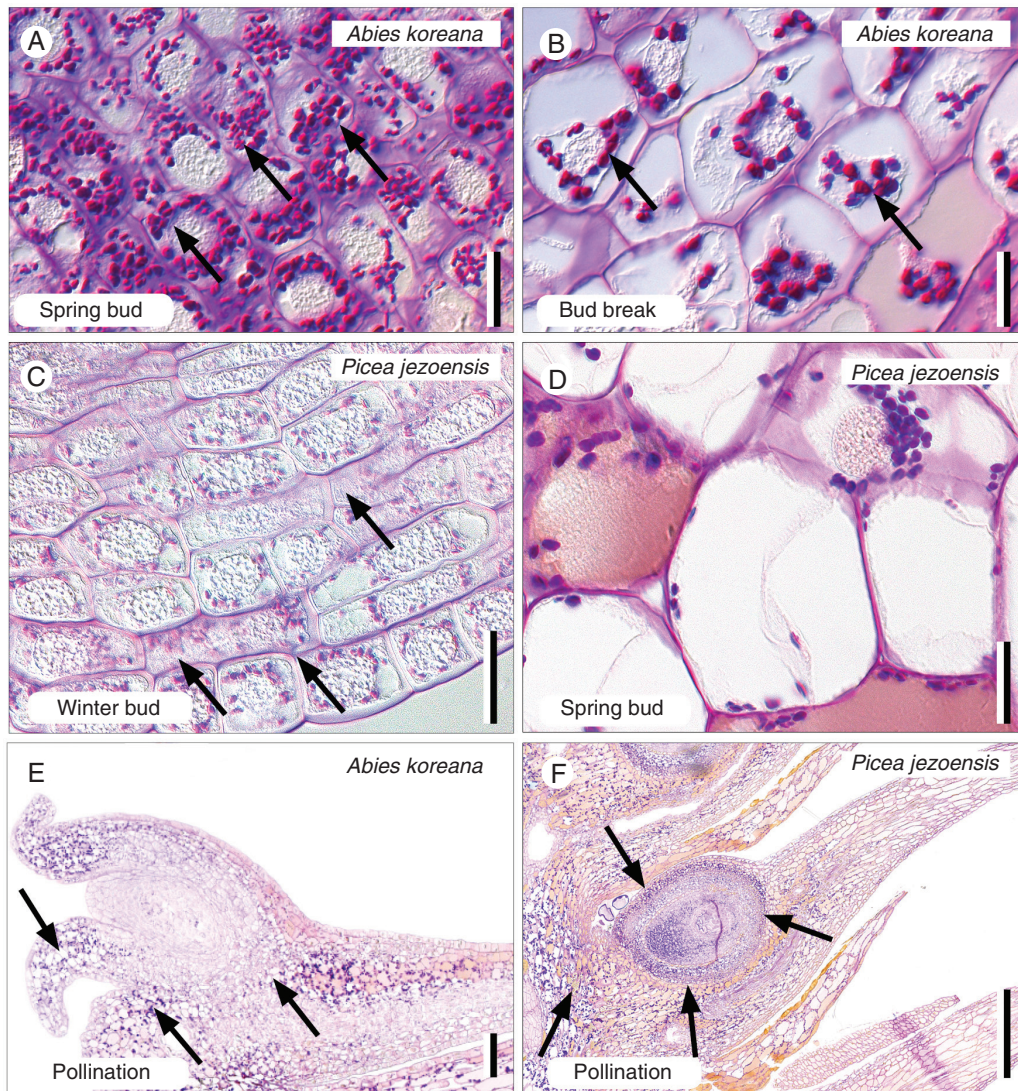 A
Abies koreana
Spring bud
B
Abies koreana
Bud break
C
Picea jezoensis
Winter bud
D
Picea jezoensis
Spring bud
E
Abies koreana
Pollination
F
Picea jezoensis
Pollination